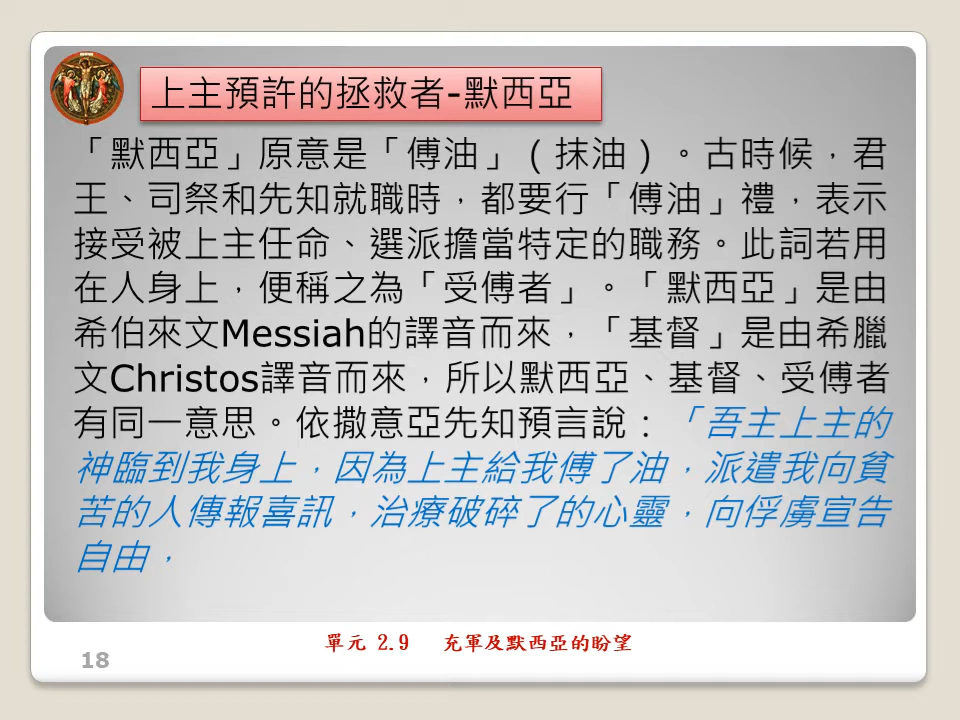 上主預許的拯救者-默西亞
「默西亞」原意是「傅油」（抹油）。古時候，君
王、司祭和先知就職時，都要行「傅油」禮，表示
接受被上主任命、選派擔當特定的職務。此詞若用
在人身上，便稱之為「受傅者」。「默西亞」是由
希伯來文Messiah的譯音而來，「基督」是由希臘
文Christos譯音而來，所以默西亞、基督、受傅者
有同一意思。依撒意亞先知預言說：「吾主上主的
神臨到我身上，因為上主給我傅了油，派遣我向貧
苦的人傳報喜訊，治療破碎了的心靈，向俘虜宣告
自由，
單元 2.9 充軍及默西亞的盼望
18